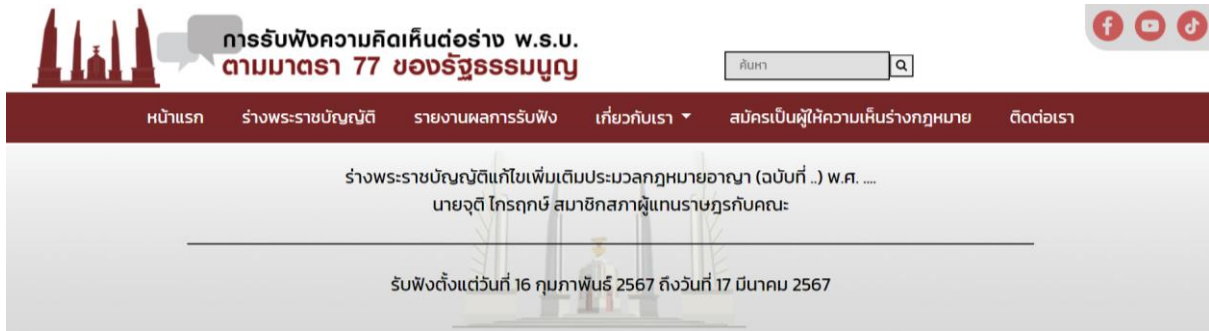 การรับฟังความคิดเห็นต่อร่าง พ.ร.บ.
ตามมาตรา 77 ของรัฐธรรมนูญ
ค้นหา
หน้าแรก ร่างพระราชบัญญัติ รายงานผลการรับฟัง เกี่ยวกับเรา สมัครเป็นผู้ให้ความเห็นร่างกฎหมาย ติดต่อเรา
ร่างพระราชบัญญัติแก้ไขเพิ่มเติมประมวลกฎหมายอาญา (ฉบับที่ ..) พ.ศ. ....
นายจุติ ไกรฤกษ์ สมาชิกสภาผู้แทนราษฎรกับคณะ
รับฟังตั้งแต่วันที่ 16 กุมภาพันธ์ 2567 ถึงวันที่ 17 มีนาคม 2567